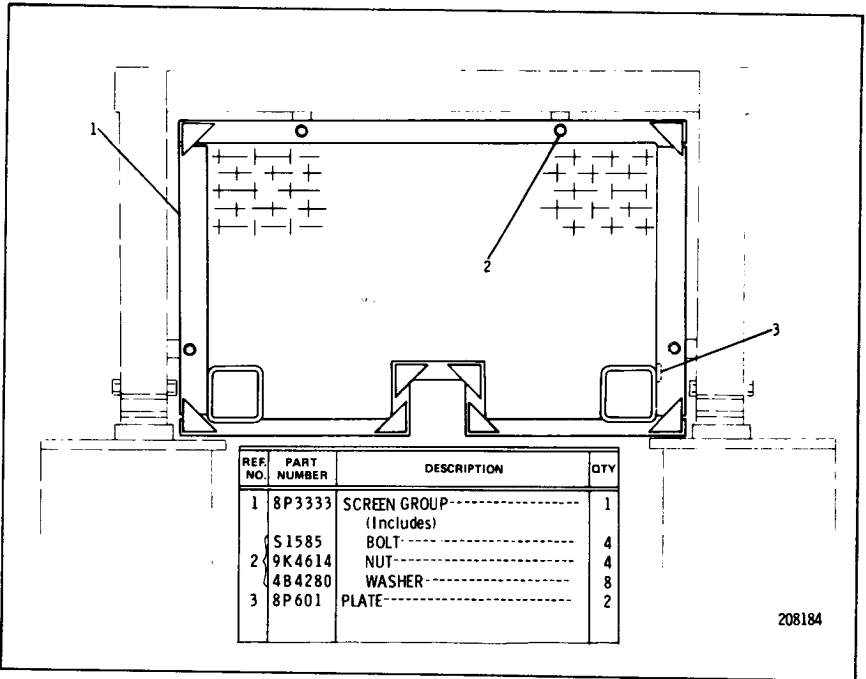 1
2
3
REF. NO. PART NUMBER DESCRIPTION QTY
1 8P3333 SCREEN GROUP 1
(Includes)
S1585 BOLT 4
2 9K4614 NUT 4
4B4280 WASHER 8
3 8P601 PLATE 2
208184